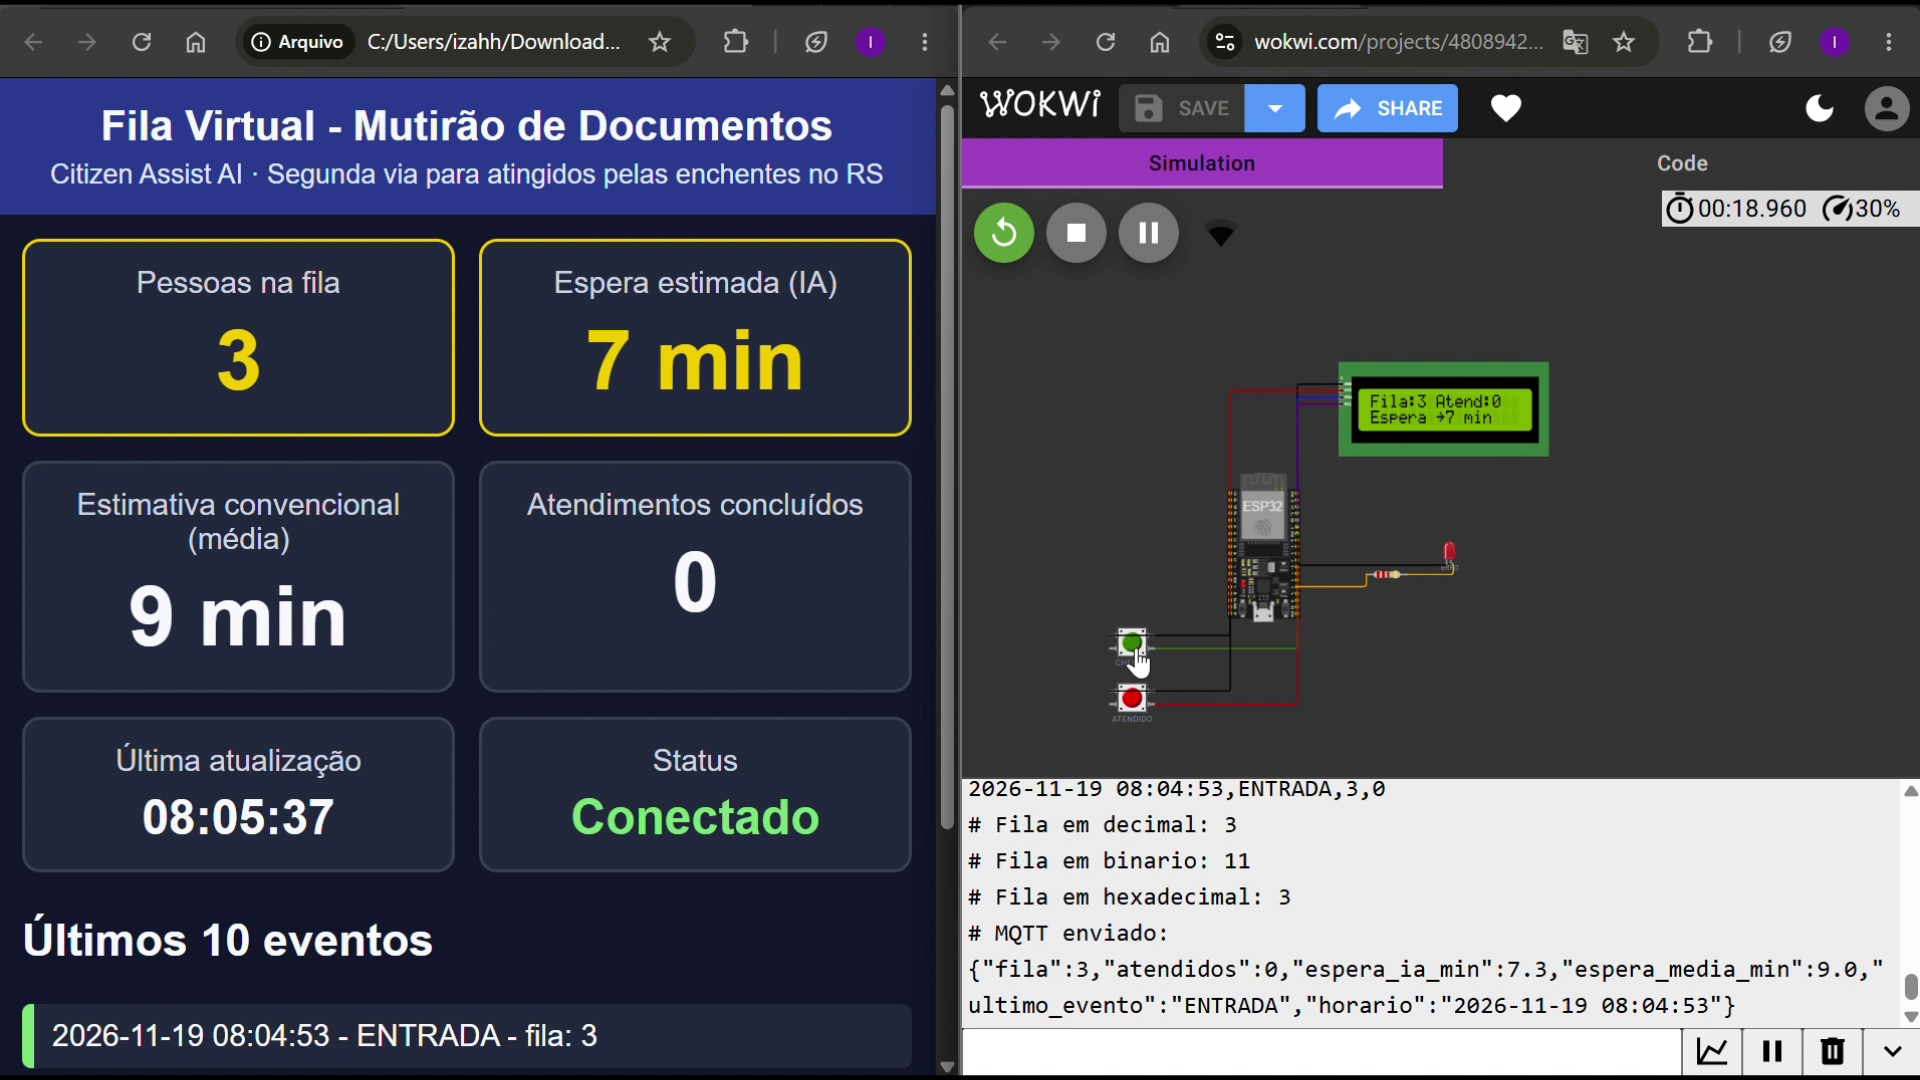 Arquivo
C:/Users/izahh/Download...
I
Fila Virtual - Mutirão de Documentos
Citizen Assist AI · Segunda via para atingidos pelas enchentes no RS
Pessoas na fila
3
Espera estimada (IA)
7 min
Estimativa convencional
(média)
9 min
Atendimentos concluídos
0
Última atualização
08:05:37
Status
Conectado
Últimos 10 eventos
2026-11-19 08:04:53 - ENTRADA - fila: 3
wokwi.com/projects/4808942...
I
WOKWi
SAVE
SHARE
Simulation
Code
00:18.960
30%
Fila:3 Atend:0
Espera →7 min
ESP32
ATENDIDO
2026-11-19 08:04:53,ENTRADA,3,0
# Fila em decimal: 3
# Fila em binario: 11
# Fila em hexadecimal: 3
# MQTT enviado:
{"fila":3,"atendidos":0,"espera_ia_min":7.3,"espera_media_min":9.0,"
ultimo_evento":"ENTRADA","horario":"2026-11-19 08:04:53"}